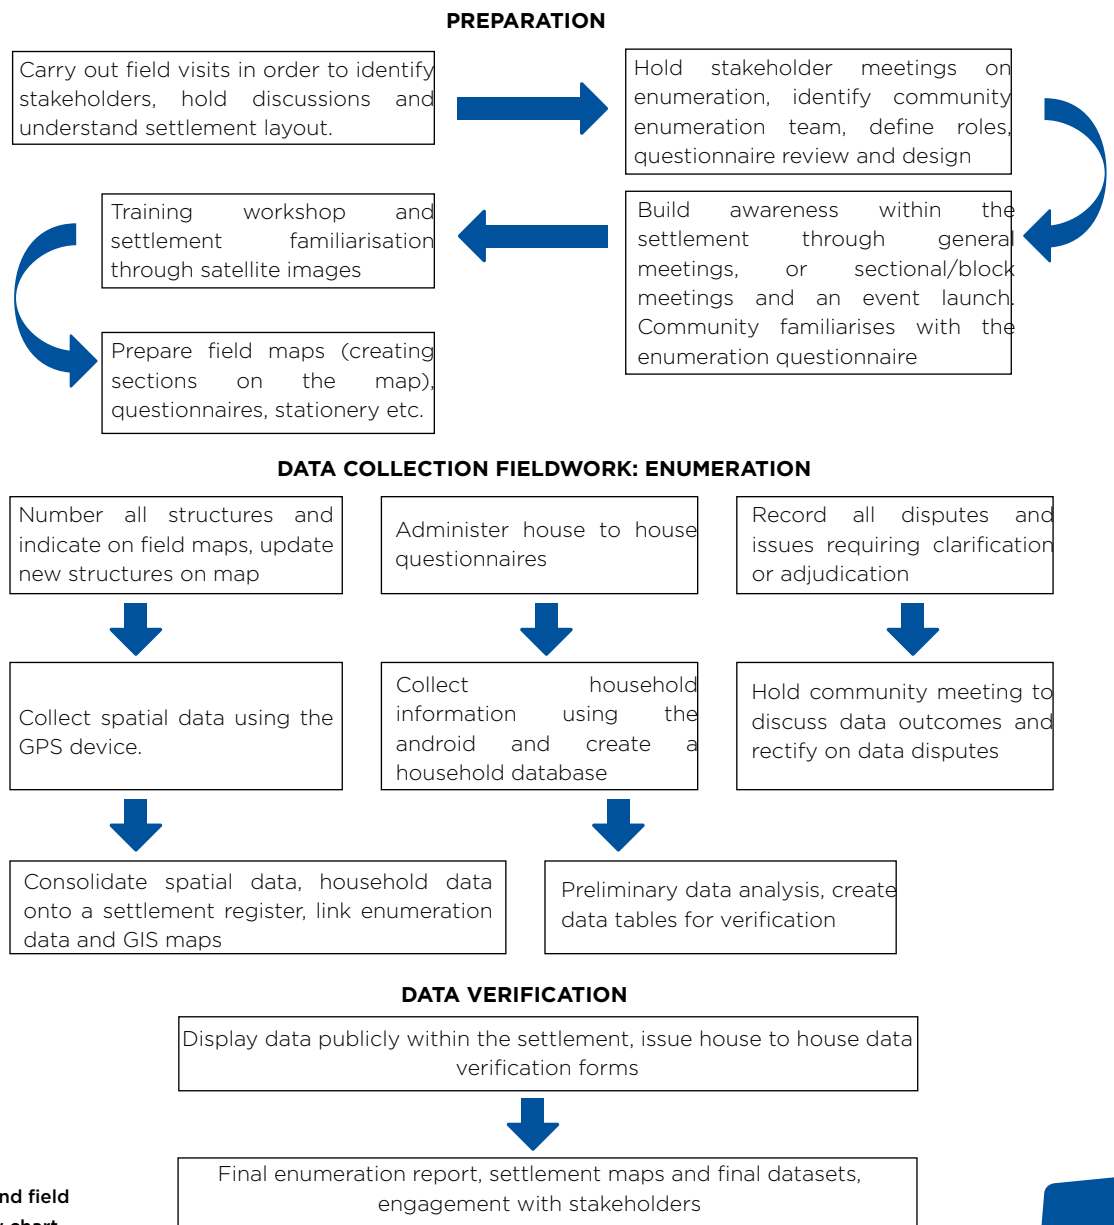 PREPARATION
Carry out field visits in order to identify
stakeholders, hold discussions and
understand settlement layout.
Hold stakeholder meetings on
enumeration, identify community
enumeration team, define roles,
questionnaire review and design
Build awareness within the
settlement through general
meetings, or sectional/block
meetings and an event launch.
Community familiarises with the
enumeration questionnaire
Training workshop and
settlement familiarisation
through satellite images
Prepare field maps (creating
sections on the map),
questionnaires, stationery etc.
DATA COLLECTION FIELDWORK: ENUMERATION
Number all structures and
indicate on field maps, update
new structures on map
Administer house to house
questionnaires
Record all disputes and
issues requiring clarification
or adjudication
Collect spatial data using the
GPS device.
Collect household
information using the
android and create a
household database
Hold community meeting to
discuss data outcomes and
rectify on data disputes
Consolidate spatial data, household data
onto a settlement register, link enumeration
data and GIS maps
Preliminary data analysis, create
data tables for verification
DATA VERIFICATION
Display data publicly within the settlement, issue house to house data
verification forms
Final enumeration report, settlement maps and final datasets,
engagement with stakeholders
nd field
chart